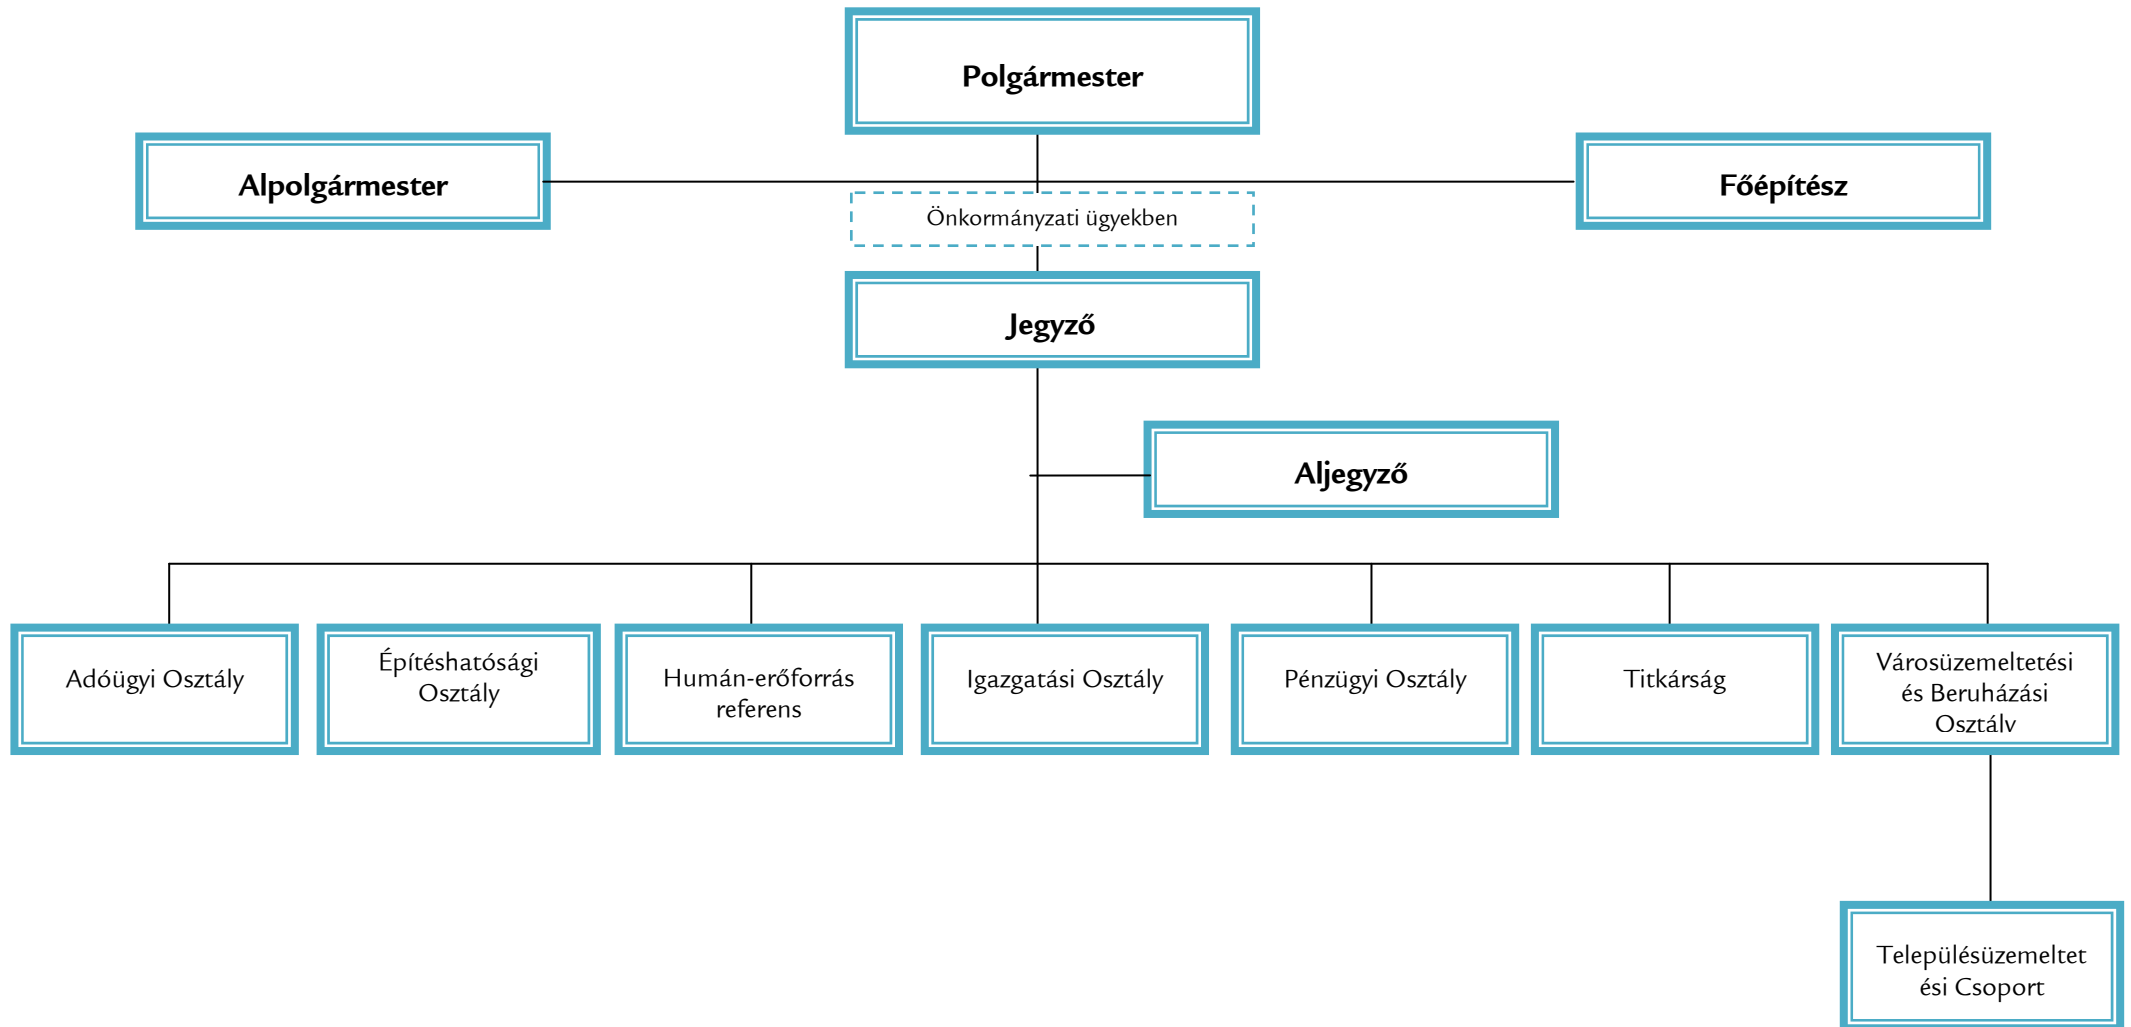 Polgármester
Alpolgármester
Főépítész
Önkormányzati ügyekben
Jegyző
Aljegyző
Adóügyi Osztály
Építéshatósági
Osztály
Humán-erőforrás
referens
Igazgatási Osztály
Pénzügyi Osztály
Titkárság
Városüzemeltetési
és Beruházási
Osztály
Településüzemeltet
ési Csoport